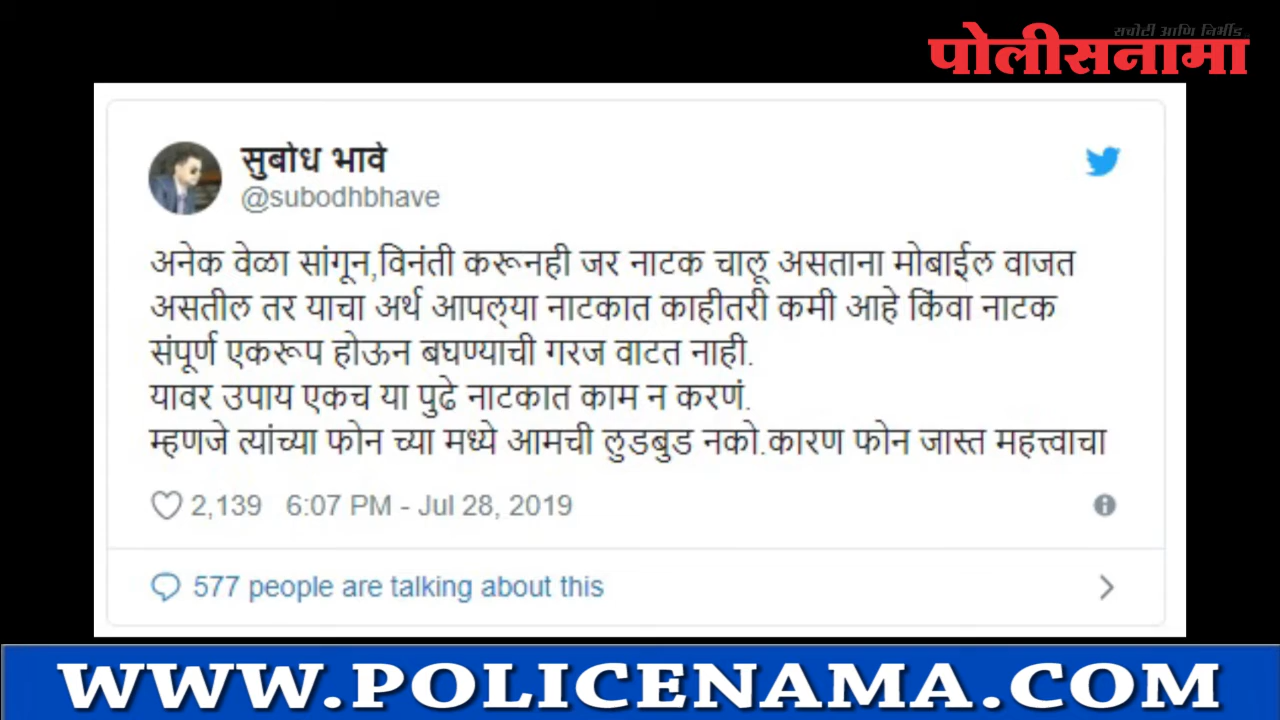 सचोटी आणि निर्भीड
पोलीसनामा
सुबोध भावे
@subodhbhave
अनेक वेळा सांगून,विनंती करूनही जर नाटक चालू असताना मोबाईल वाजत
असतील तर याचा अर्थ आपल्या नाटकात काहीतरी कमी आहे किंवा नाटक
संपूर्ण एकरूप होऊन बघण्याची गरज वाटत नाही.
यावर उपाय एकच या पुढे नाटकात काम न करणं.
म्हणजे त्यांच्या फोन च्या मध्ये आमची लुडबुड नको.कारण फोन जास्त महत्त्वाचा
2,139 6:07 PM - Jul 28, 2019
577 people are talking about this
WWW.POLICENAMA.COM